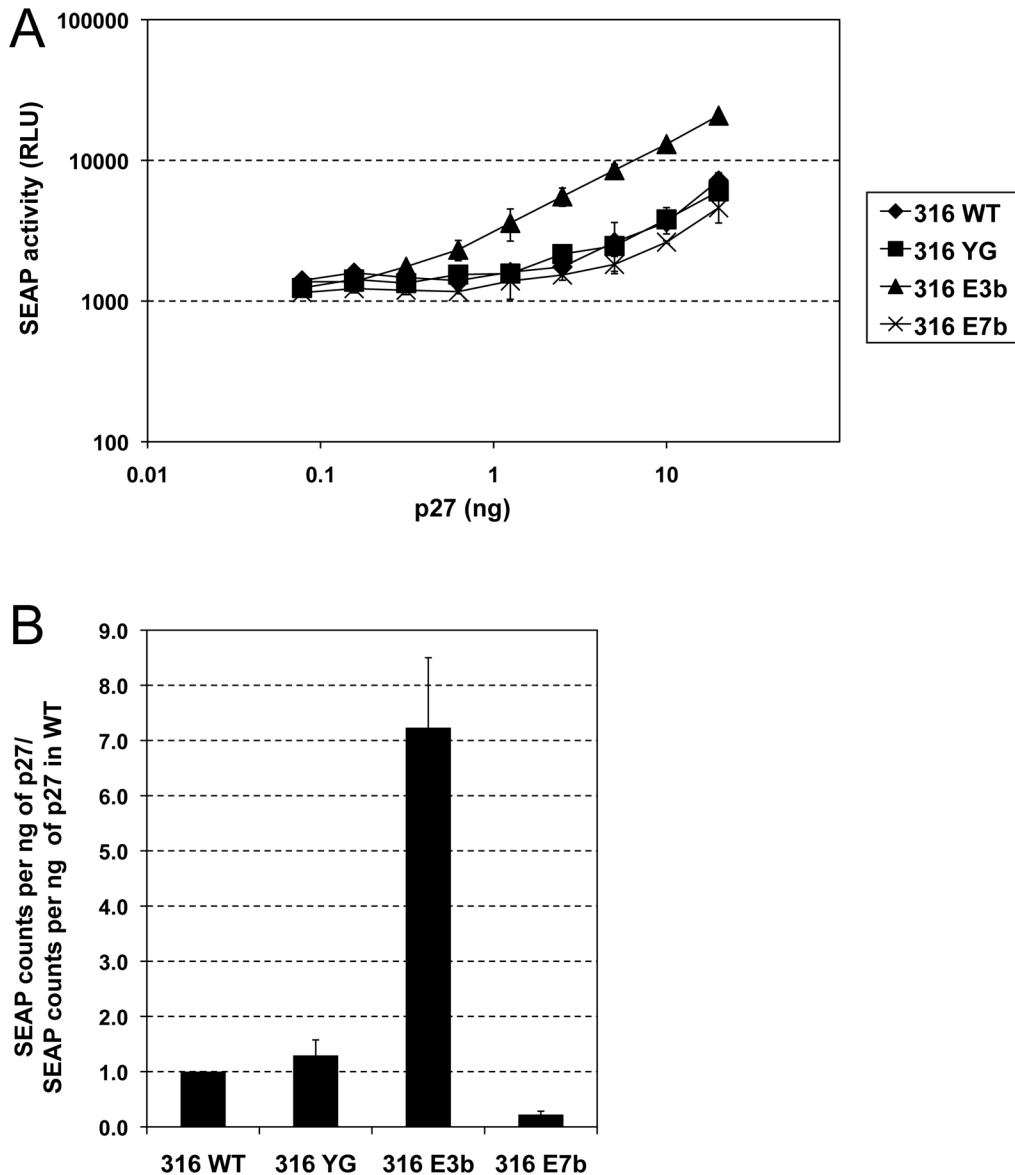 A
100000
10000
1000
100
SEAP activity (RLU)
0.01
0.1
1
10
p27 (ng)
316 WT
316 YG
316 E3b
316 E7b
B
9.0
8.0
7.0
6.0
5.0
4.0
3.0
2.0
1.0
0.0
SEAP counts per ng of p27/
SEAP counts per ng of p27 in WT
316 WT
316 YG
316 E3b
316 E7b